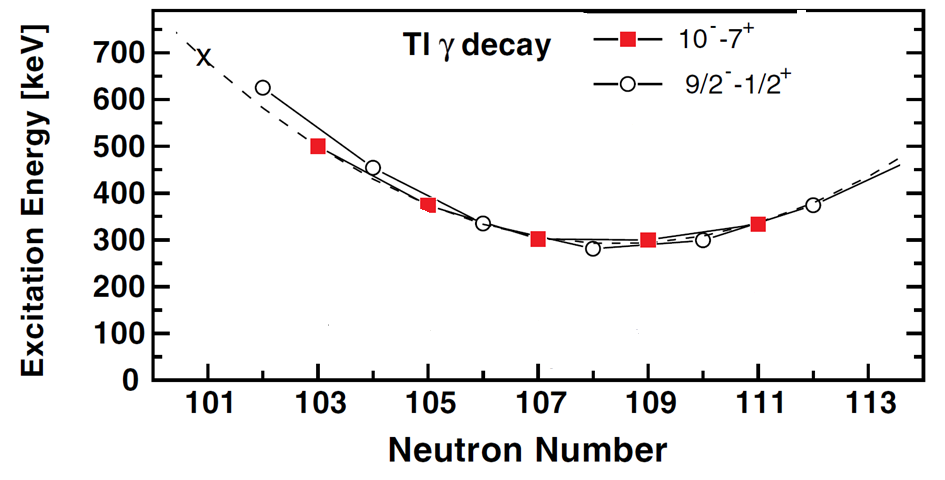 Tl γ decay
10⁻-7⁺
9/2⁻-1/2⁺
Excitation Energy [keV]
700
600
500
400
300
200
100
0
X
101 103 105 107 109 111 113
Neutron Number